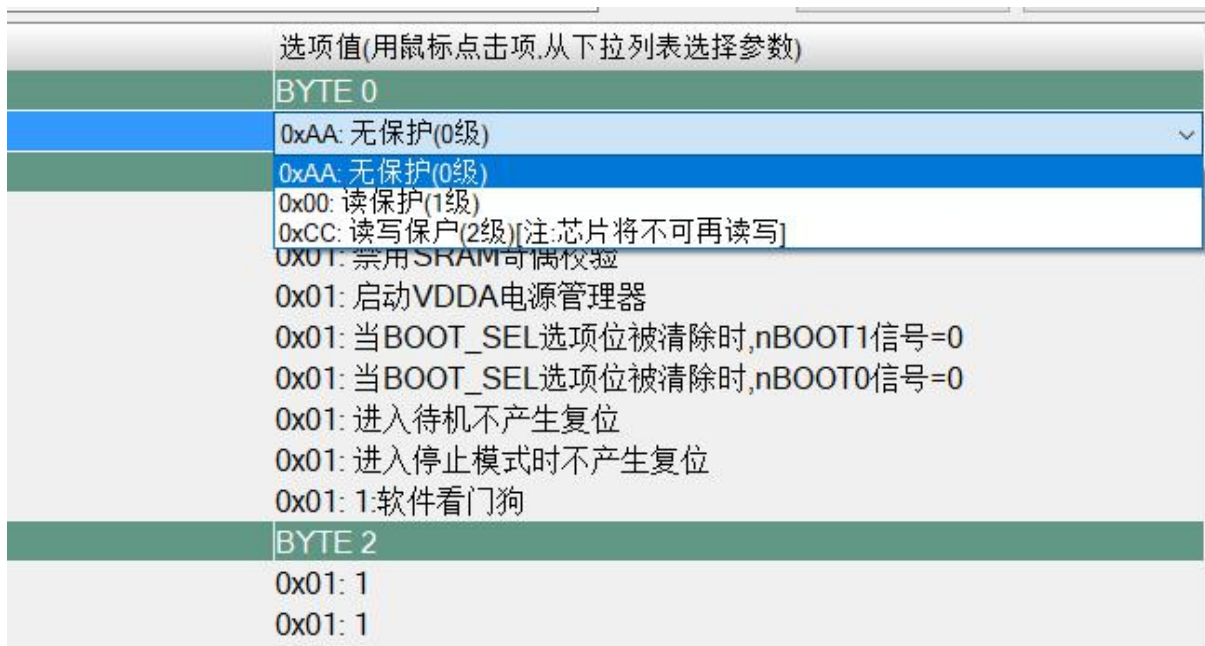 选项值(用鼠标点击项.从下拉列表选择参数)
BYTE 0
0xAA: 无保护(0级)
0xAA: 无保护(0级)
0x00: 读保护(1级)
0xCC: 读写保户(2级)[注:芯片将不可再读写]
0x01: 禁用SRAM奇偶校验
0x01: 启动VDDA电源管理器
0x01: 当BOOT_SEL选项位被清除时,nBOOT1信号=0
0x01: 当BOOT_SEL选项位被清除时,nBOOT0信号=0
0x01: 进入待机不产生复位
0x01: 进入停止模式时不产生复位
0x01: 1:软件看门狗
BYTE 2
0x01: 1
0x01: 1